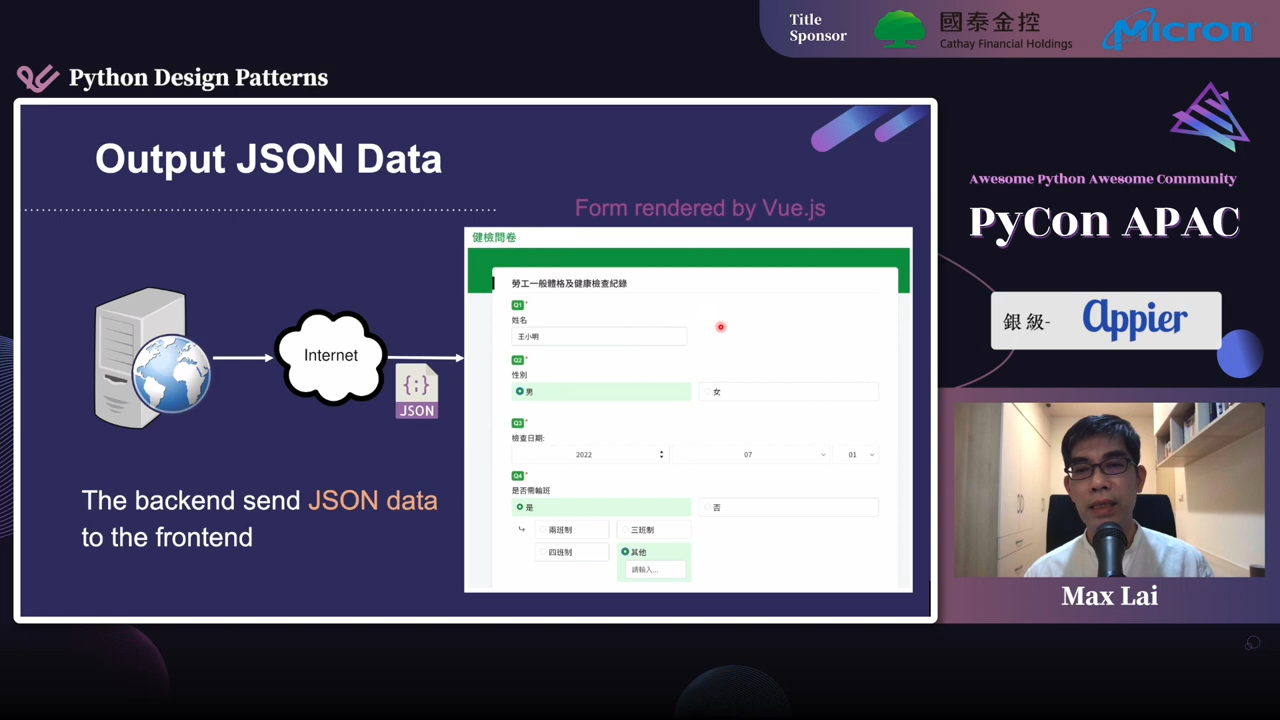 Title
Sponsor
國泰金控
Cathay Financial Holdings
Micron
Python Design Patterns
Output JSON Data
Form rendered by Vue.js
健檢問卷
勞工一般體格及健康檢查紀錄
Q1*
姓名
王小明
Q2*
性別
男
女
Q3*
檢查日期:
2022
07
01
Q4*
是否需輪班
是
否
兩班制
三班制
四班制
其他
請輸入...
Internet
{;}
JSON
The backend send JSON data
to the frontend
Awesome Python Awesome Community
PyCon APAC
銀級-
Appier
Max Lai